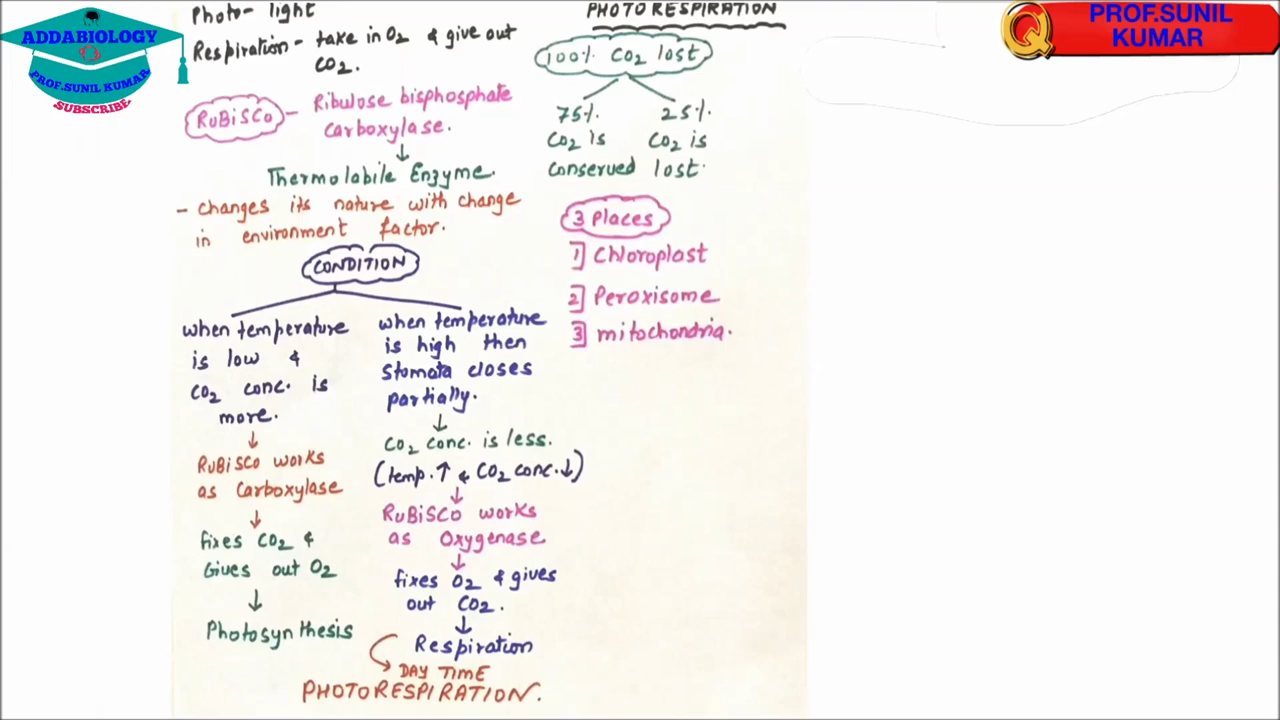 ADDABIOLOGY
PROF.SUNIL KUMAR
SUBSCRIBE
Photo- light
Respiration- take in O2 & give out
CO2.
RuBisCo - Ribulose bisphosphate
carboxylase.
↓
Thermolabile Enzyme.
- changes its nature with change
in environment factor.
CONDITION
when temperature
is low &
CO2 conc. is
more.
↓
RuBisco works
as Carboxylase
↓
fixes CO2 &
Gives out O2
↓
Photosynthesis
when temperature
is high then
stomata closes
partially.
↓
CO2 conc. is less.
(temp.↑ & CO2 conc.↓)
↓
RuBisCO works
as Oxygenase
↓
fixes O2 & gives
out CO2.
↓
Respiration
DAY TIME
PHOTORESPIRATION.
PHOTORESPIRATION
100% CO2 lost
75%
CO2 is
conserved
25%.
CO2 is
lost.
3 Places
1] Chloroplast
2] Peroxisome
3] mitochondria.
Q
PROF.SUNIL
KUMAR